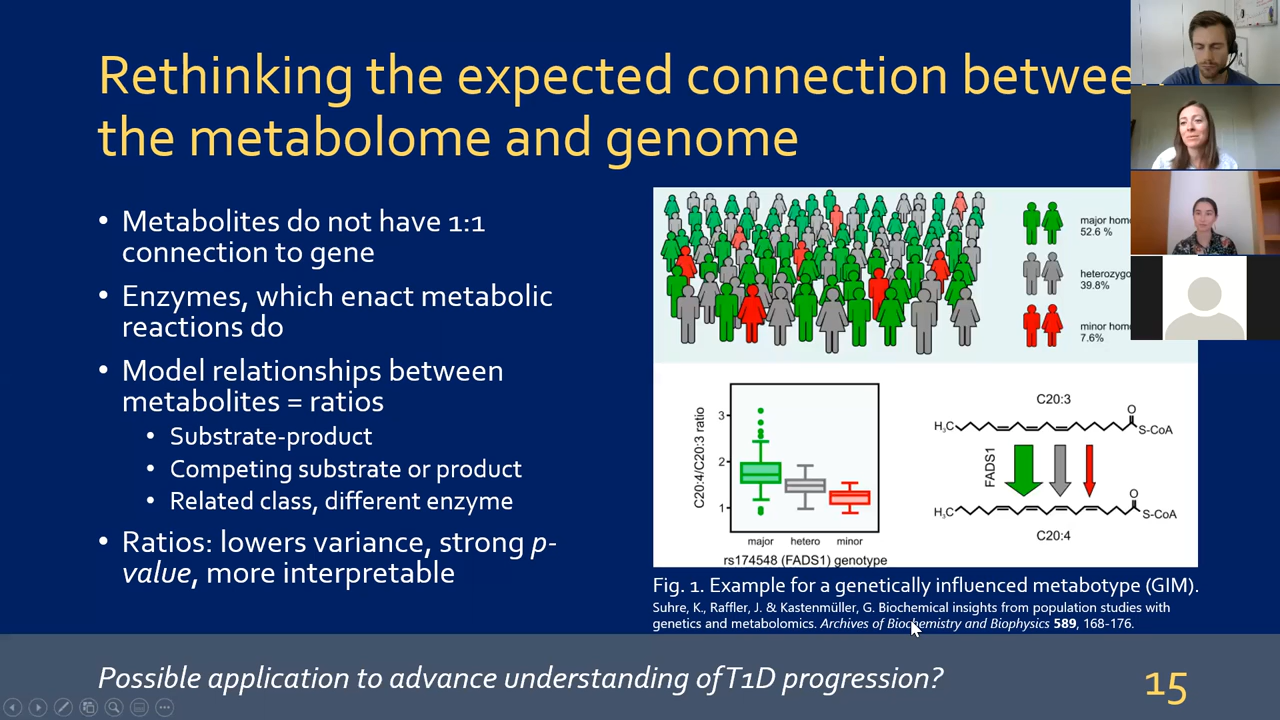 Rethinking the expected connection between
the metabolome and genome
• Metabolites do not have 1:1
connection to gene
• Enzymes, which enact metabolic
reactions do
• Model relationships between
metabolites = ratios
• Substrate-product
• Competing substrate or product
• Related class, different enzyme
• Ratios: lowers variance, strong p-
value, more interpretable
major homo
52.6 %
heterozygo
39.8%
minor hom
7.6%
C20:4/C20:3 ratio
3
2
1
major hetero minor
rs174548 (FADS1) genotype
C20:3
H₃C
O
S-CoA
FADS1
H₃C
O
S-CoA
C20:4
Fig. 1. Example for a genetically influenced metabotype (GIM).
Suhre, K., Raffler, J. & Kastenmüller, G. Biochemical insights from population studies with
genetics and metabolomics. Archives of Biochemistry and Biophysics 589, 168-176.
Possible application to advance understanding of T1D progression?
15